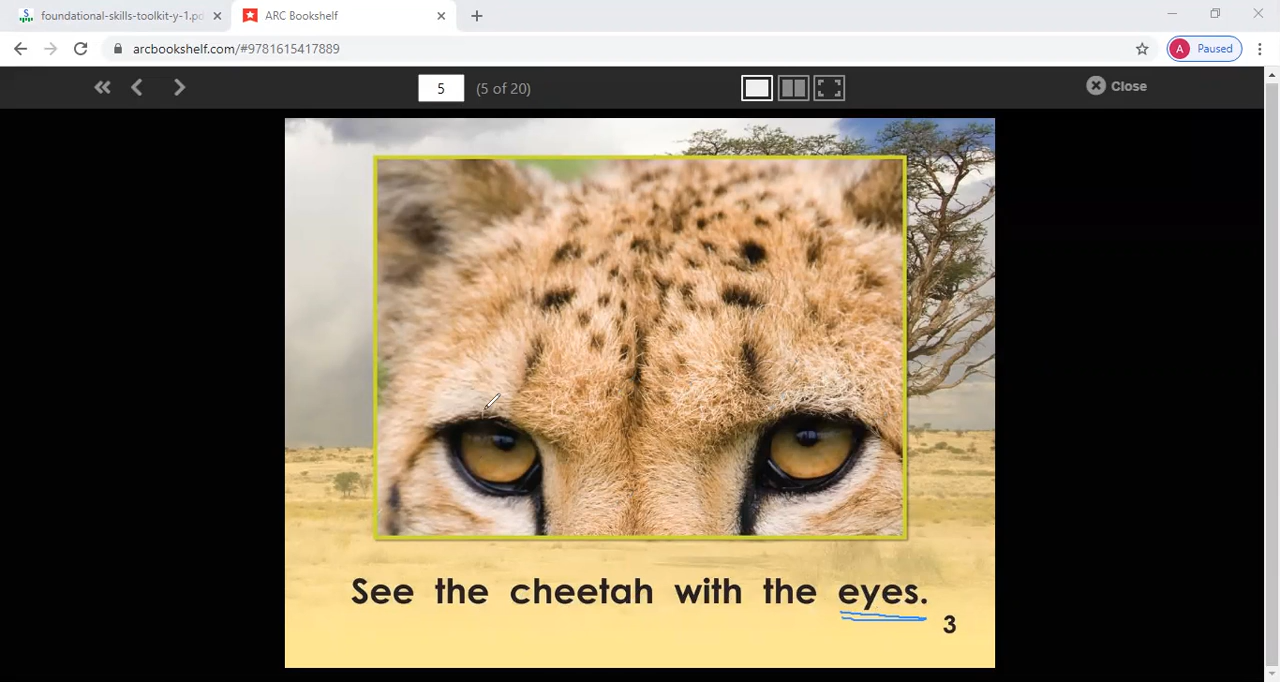 foundational-skills-toolkit-y-1.pd
ARC Bookshelf
arcbookshelf.com/#9781615417889
A Paused
5 (5 of 20)
Close
See the cheetah with the eyes.
3